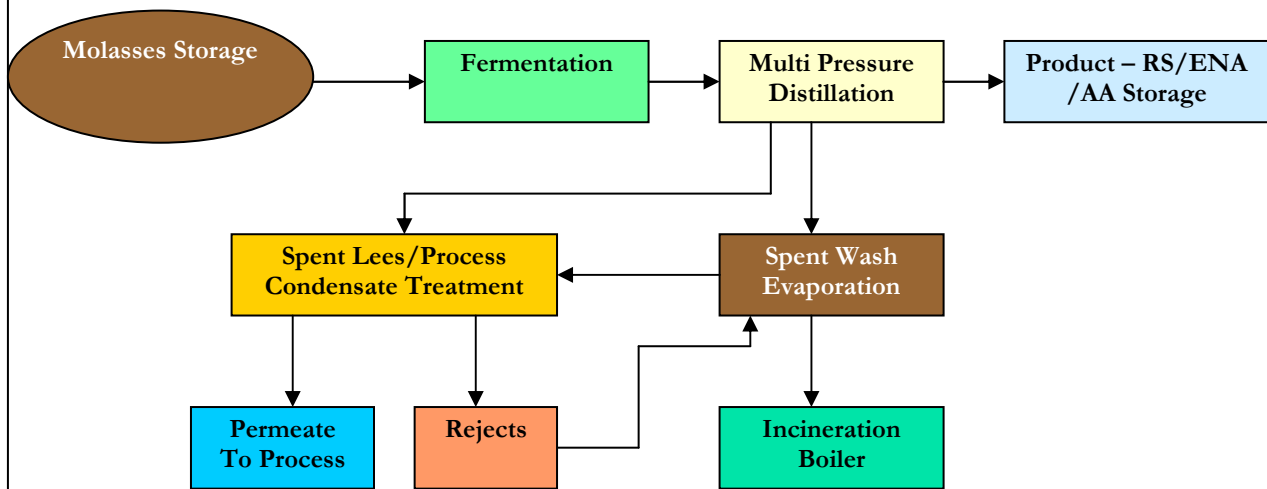 Molasses Storage
Fermentation
Multi Pressure
Distillation
Product – RS/ENA
/AA Storage
Spent Lees/Process
Condensate Treatment
Spent Wash
Evaporation
Permeate
To Process
Rejects
Incineration
Boiler